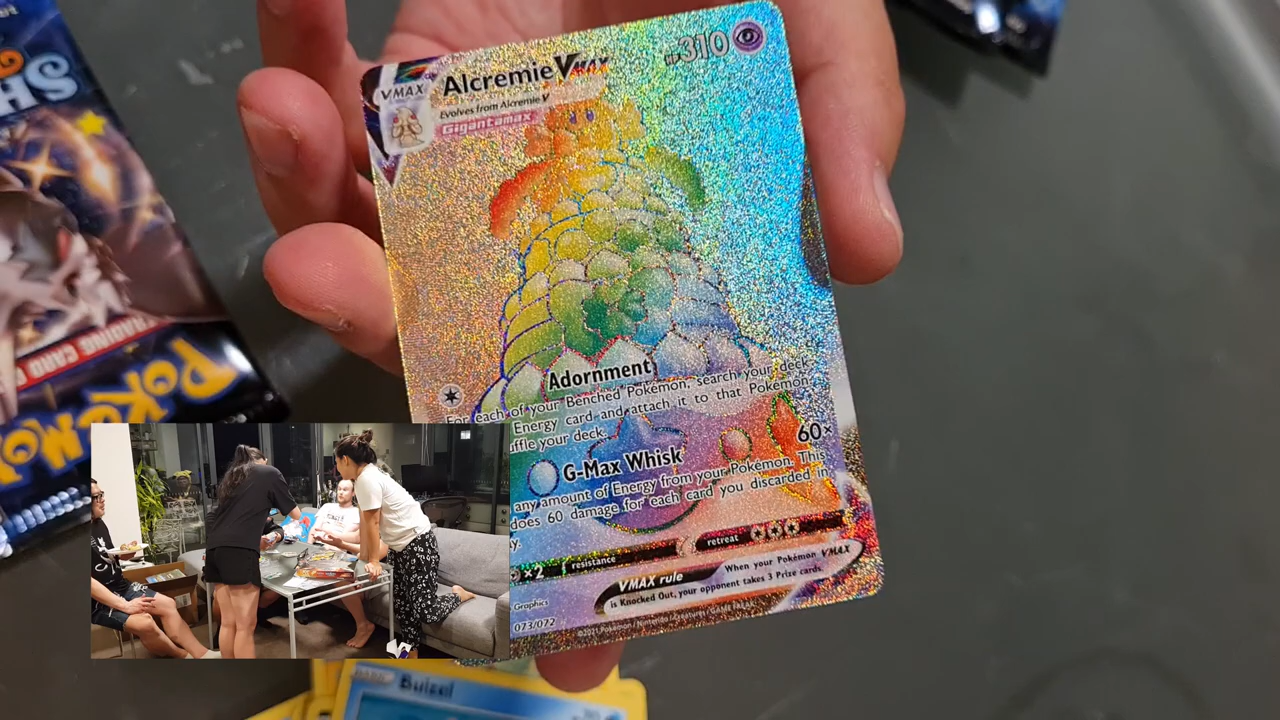 SH
TRADING CARD
POKÉMON
VMAX
Alcremie VMAX
HP310
Evolves from Alcremie V
Gigantamax
Adornment
For each of your Benched Pokémon, search your deck
Energy card and attach it to that Pokémon.
uffle your deck.
G-Max Whisk
60×
any amount of Energy from your Pokémon. This
does 60 damage for each card you discarded in
y.
×2
resistance
retreat
VMAX rule
When your Pokémon VMAX
is Knocked Out, your opponent takes 3 Prize cards.
Graphics
073/072
©2021 Pokémon / Nintendo / Creatures / GAME FREAK
Buizel